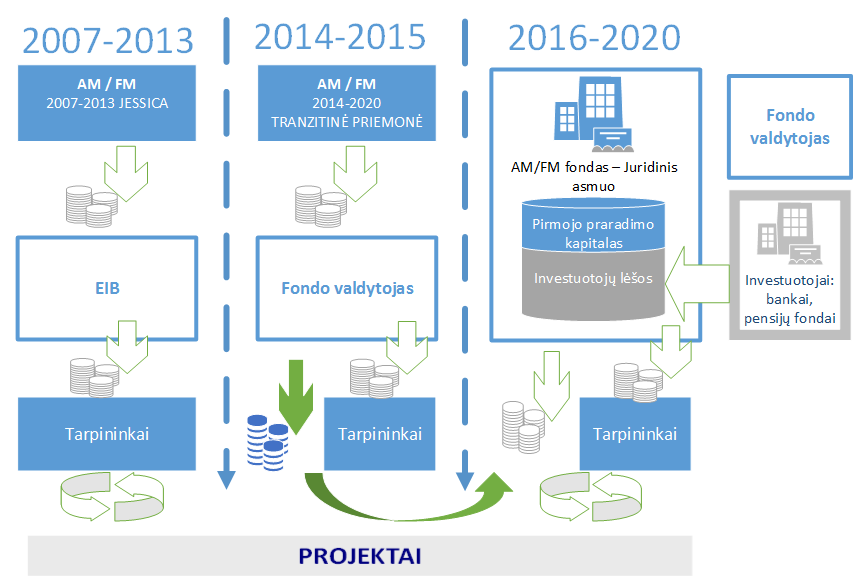 2007-2013
AM / FM
2007-2013 JESSICA
EIB
Tarpininkai
2014-2015
AM / FM
2014-2020
TRANZITINĖ PRIEMONĖ
Fondo valdytojas
Tarpininkai
2016-2020
AM/FM fondas – Juridinis
asmuo
Pirmojo praradimo
kapitalas
Investuotojų lėšos
Tarpininkai
Fondo
valdytojas
Investuotojai:
bankai,
pensijų fondai
PROJEKTAI